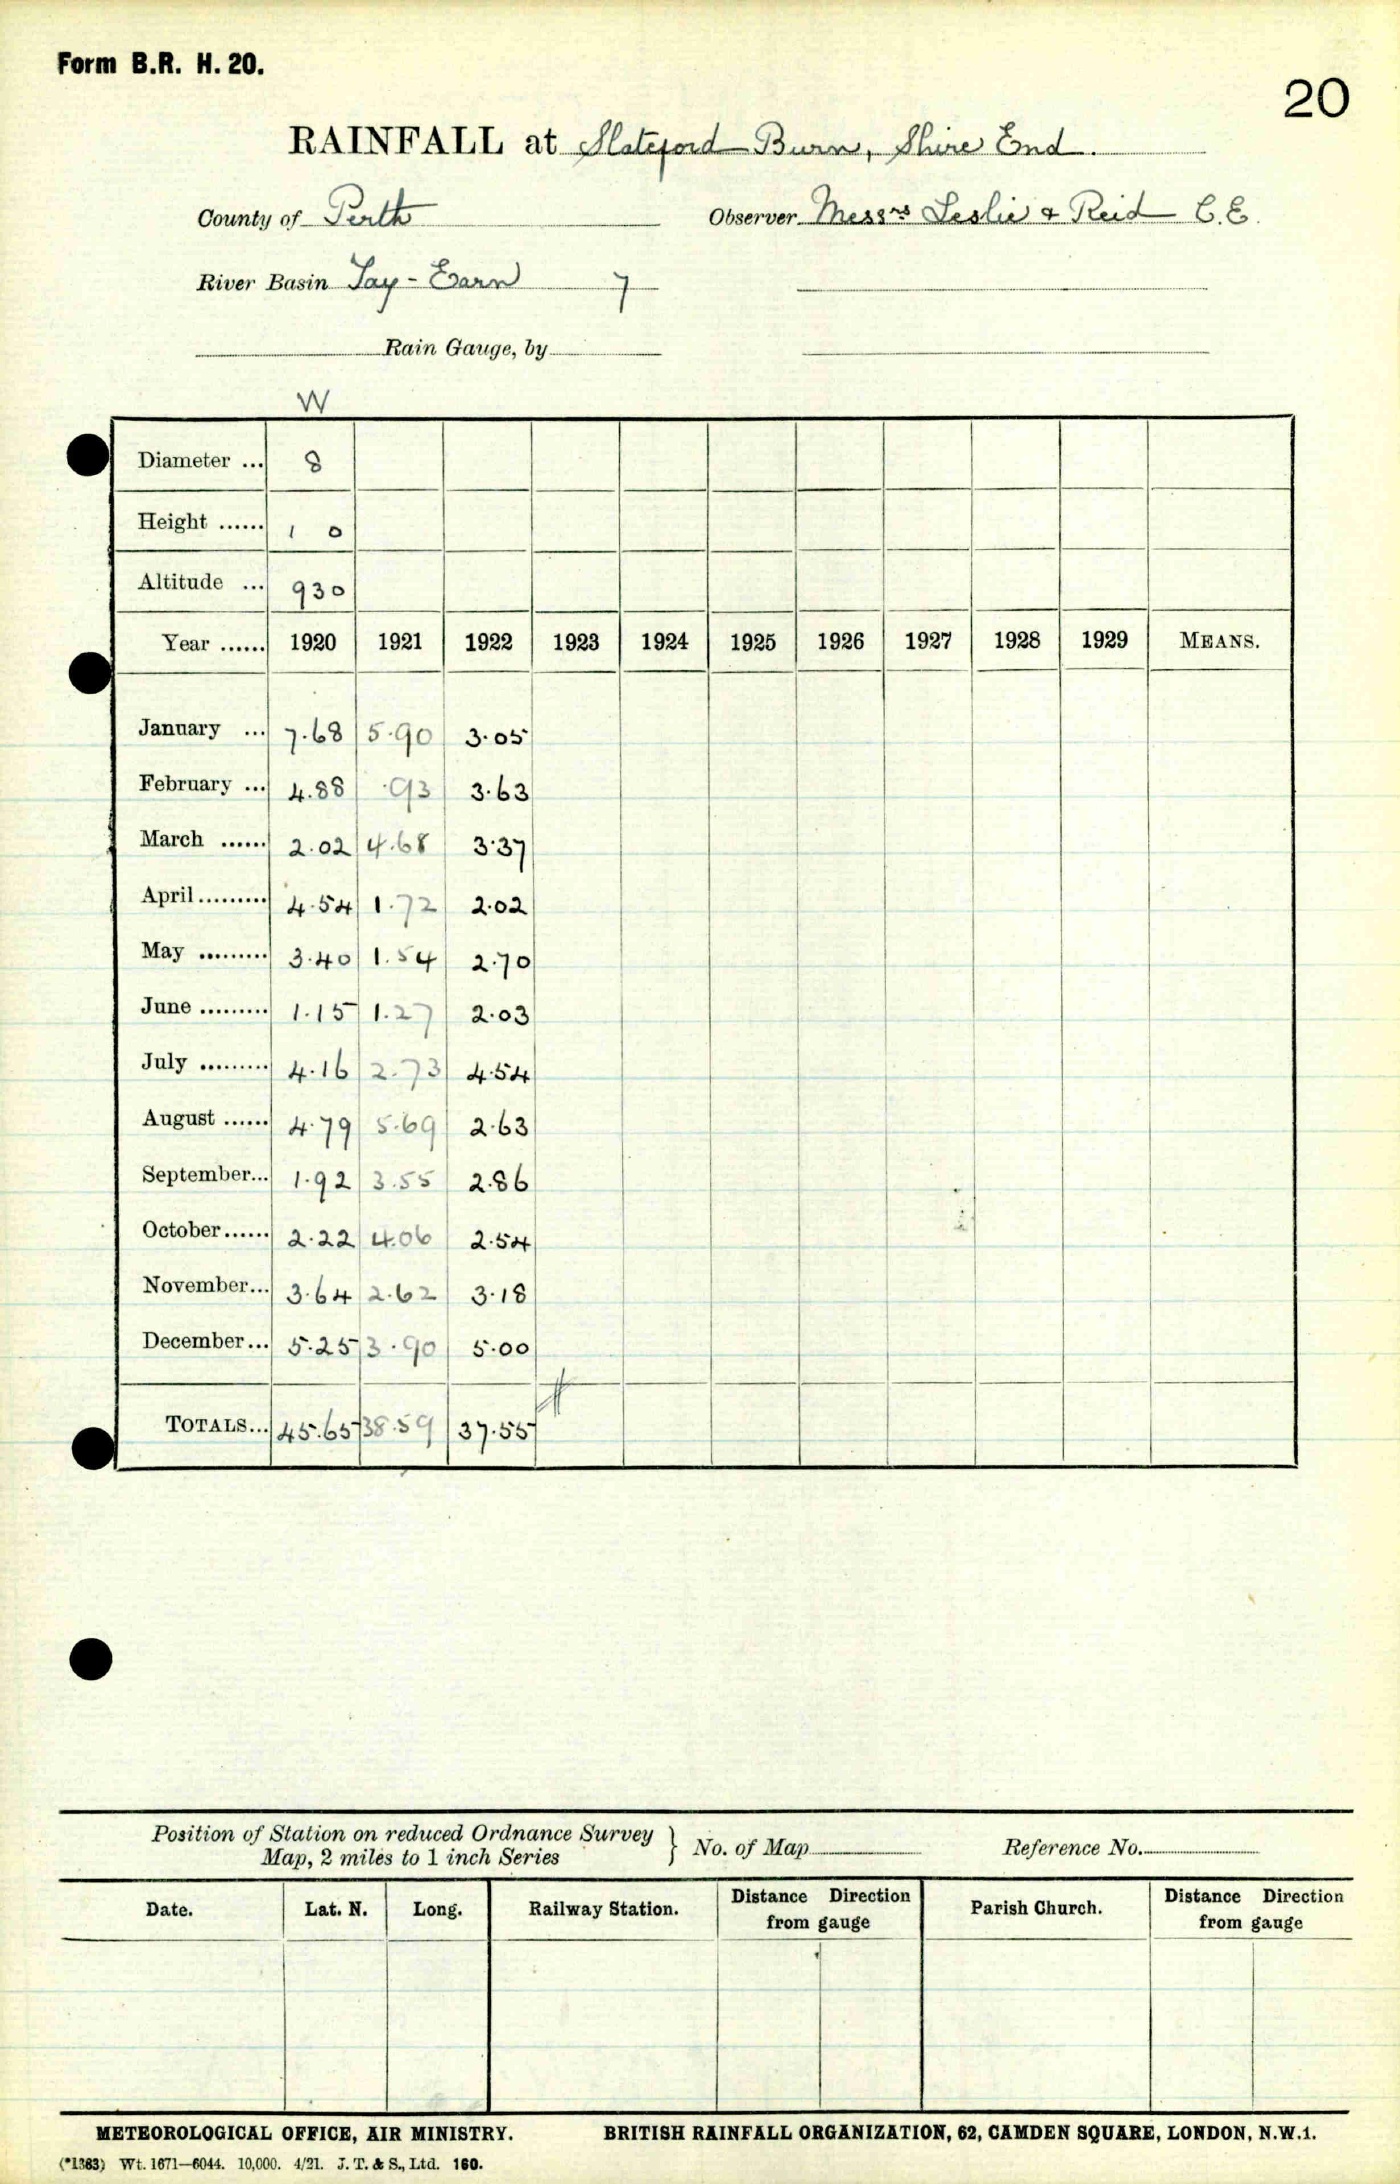 Form B.R. H. 20.
20
RAINFALL at Slateford Burn, Shire End.
County of Perth Observer Messrs Leslie & Reid C.E.
River Basin Tay - Earn 7
Rain Gauge, by
W
Diameter ... 8
Height ...... 1 0
Altitude ... 930
Year ...... 1920 1921 1922 1923 1924 1925 1926 1927 1928 1929 MEANS.
January ... 7.68 5.90 3.05
February ... 4.88 .93 3.63
March ...... 2.02 4.68 3.37
April ......... 4.54 1.72 2.02
May ......... 3.40 1.54 2.70
June ......... 1.15 1.27 2.03
July ......... 4.16 2.73 4.54
August ...... 4.79 5.69 2.63
September... 1.92 3.55 2.86
October...... 2.22 4.06 2.54
November... 3.64 2.62 3.18
December... 5.25 3.90 5.00
TOTALS... 45.65 38.59 37.55
Position of Station on reduced Ordnance Survey
Map, 2 miles to 1 inch Series } No. of Map Reference No.
Date. Lat. N. Long. Railway Station. Distance Direction from gauge Parish Church. Distance Direction from gauge
METEOROLOGICAL OFFICE, AIR MINISTRY. BRITISH RAINFALL ORGANIZATION, 62, CAMDEN SQUARE, LONDON, N.W.1.
(*1363) Wt. 1671—6044. 10,000. 4/21. J. T. & S., Ltd. 160.